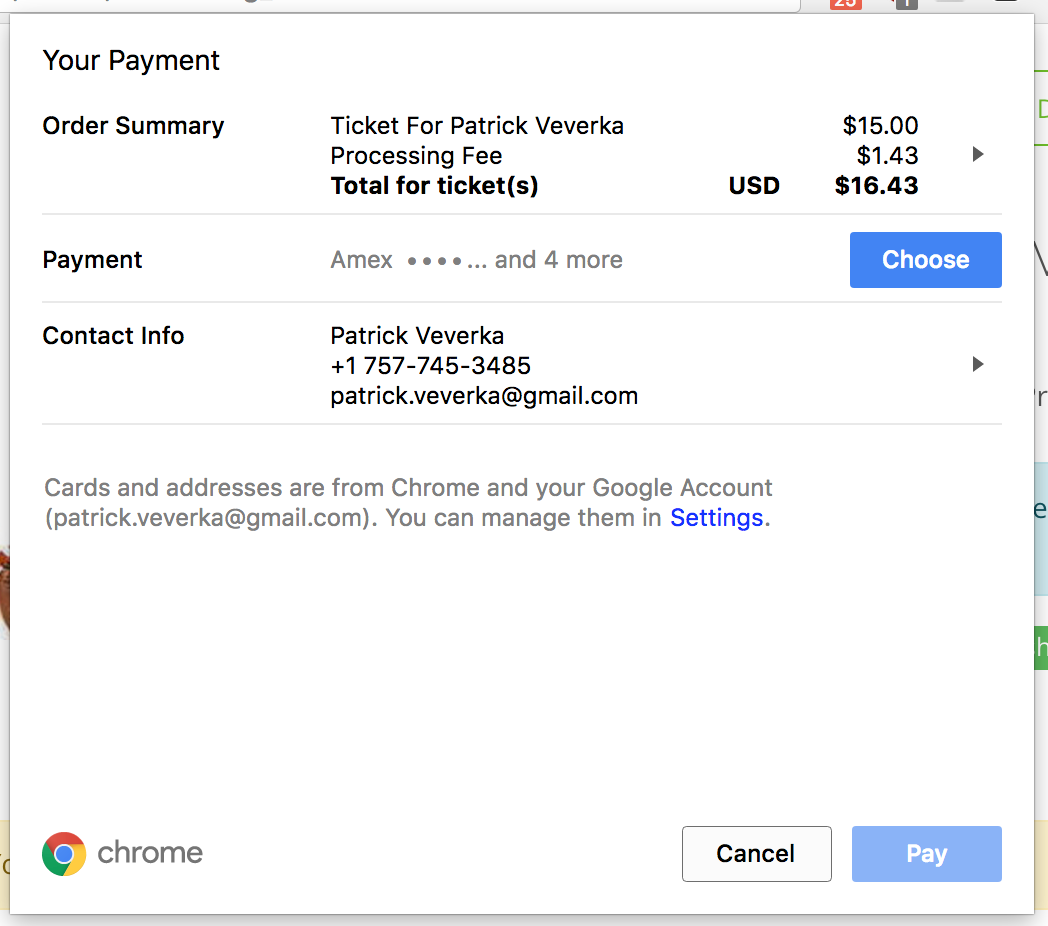 25
1
Your Payment
Order Summary
Ticket For Patrick Veverka $15.00
Processing Fee $1.43
Total for ticket(s) USD $16.43
Payment Amex ••••... and 4 more Choose
Contact Info
Patrick Veverka
+1 757-745-3485
patrick.veverka@gmail.com
Cards and addresses are from Chrome and your Google Account
(patrick.veverka@gmail.com). You can manage them in Settings.
chrome Cancel Pay